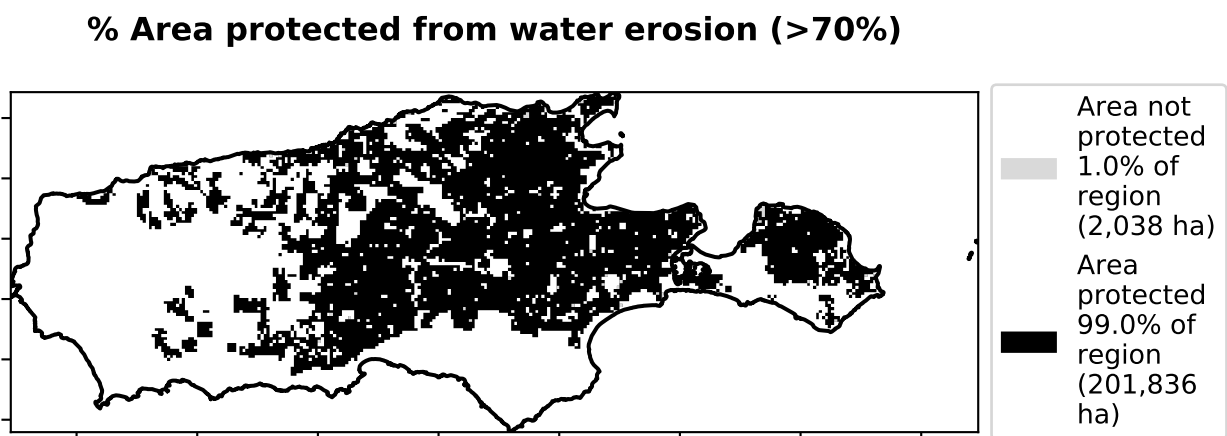 % Area protected from water erosion (>70%)
Area not
protected
1.0% of
region
(2,038 ha)
Area
protected
99.0% of
region
(201,836
ha)